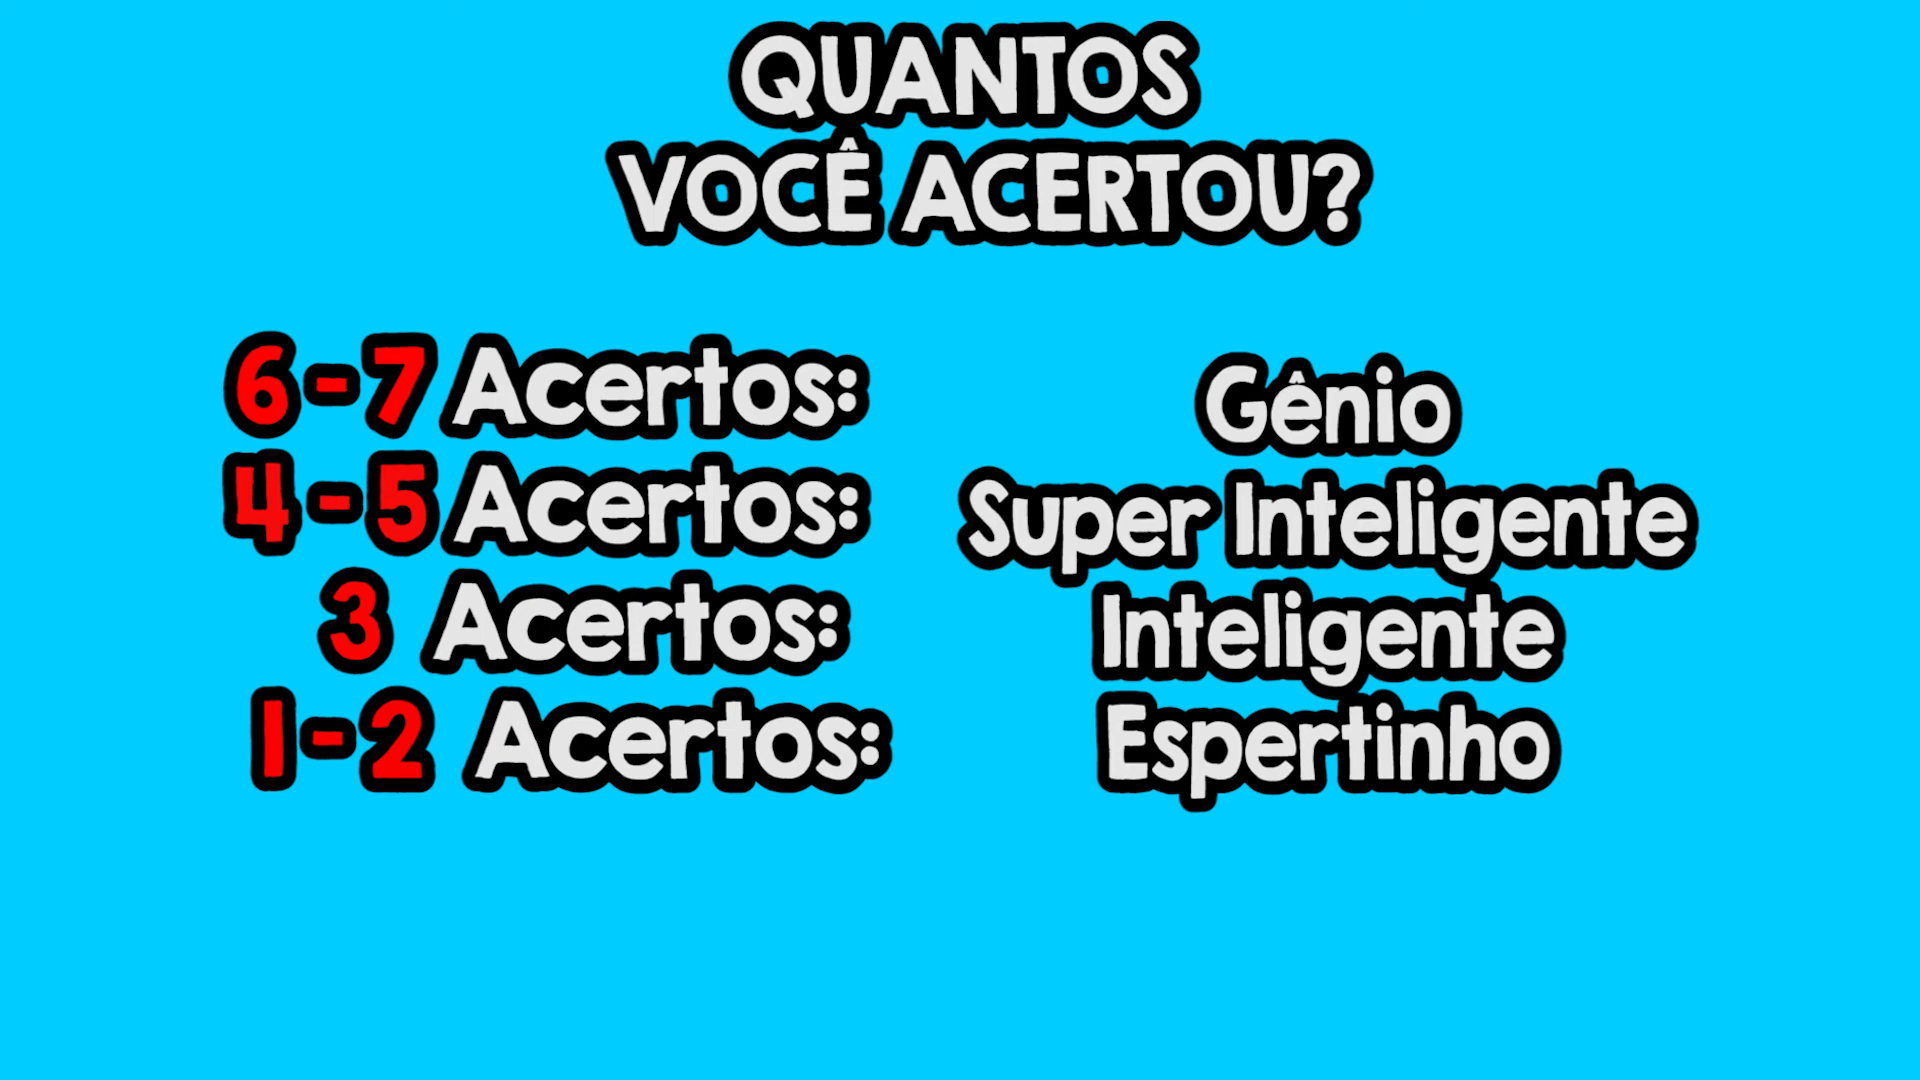 QUANTOS
VOCÊ ACERTOU?
6-7 Acertos: Gênio
4-5 Acertos: Super Inteligente
3 Acertos: Inteligente
1-2 Acertos: Espertinho